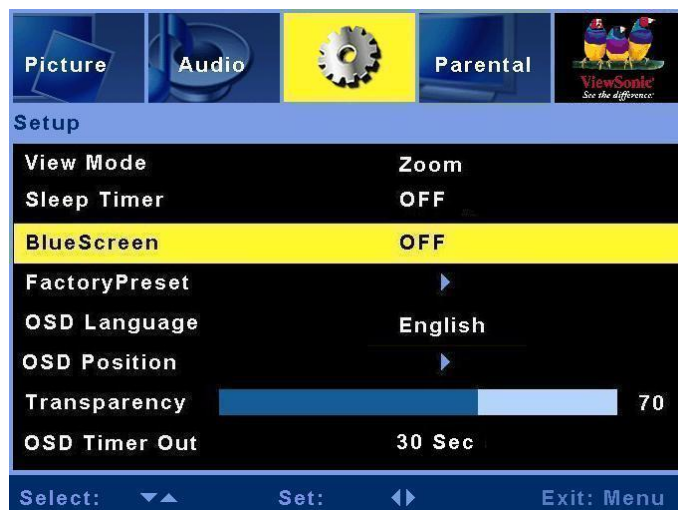 Picture Audio Parental
ViewSonic®
See the difference.™
Setup
View Mode Zoom
Sleep Timer OFF
BlueScreen OFF
FactoryPreset
OSD Language English
OSD Position
Transparency 70
OSD Timer Out 30 Sec
Select: Set: Exit: Menu